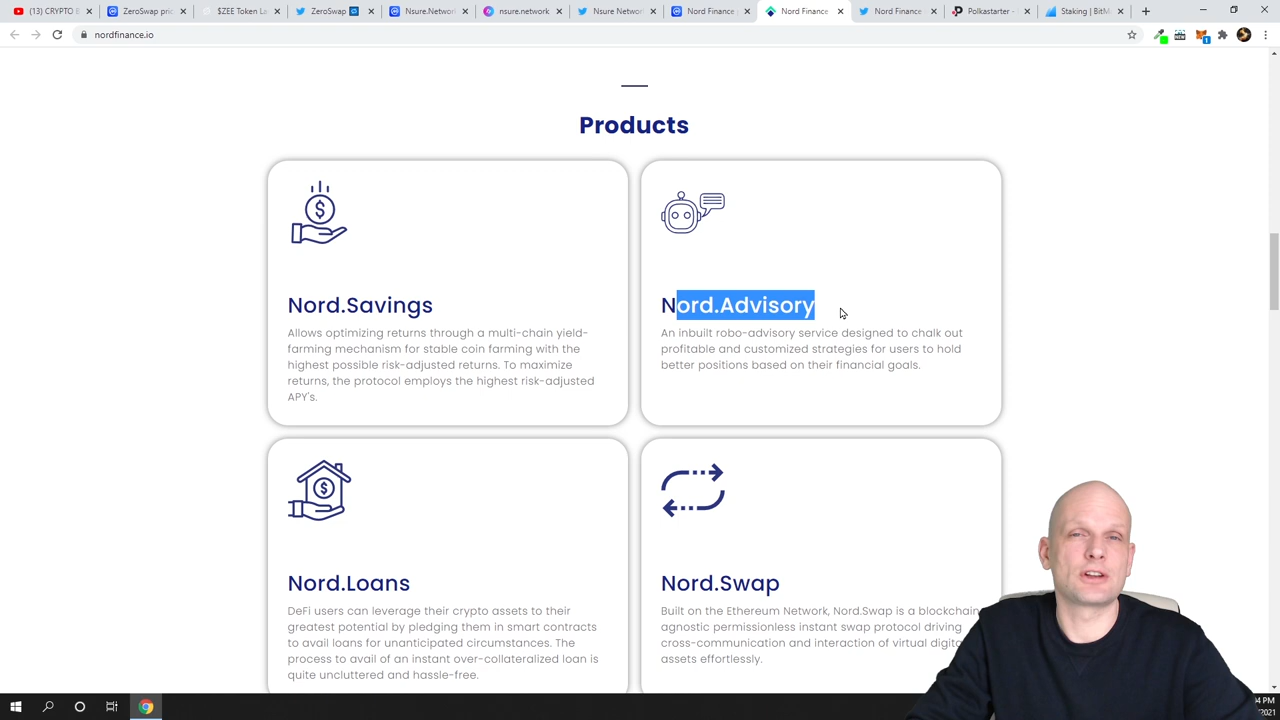 (13) CRYPTO B
ZeroSwap pric
$ZEE Token La
ZeroSwap
Nsure.Network
nsure.network
Nsure Network
Nord Finance
Nord Finance
Nord Finance
Polkastarter -
Staking | BitM
nordfinance.io
1
Products
Nord.Savings
Allows optimizing returns through a multi-chain yield-
farming mechanism for stable coin farming with the
highest possible risk-adjusted returns. To maximize
returns, the protocol employs the highest risk-adjusted
APY's.
Nord.Advisory
An inbuilt robo-advisory service designed to chalk out
profitable and customized strategies for users to hold
better positions based on their financial goals.
Nord.Loans
DeFi users can leverage their crypto assets to their
greatest potential by pledging them in smart contracts
to avail loans for unanticipated circumstances. The
process to avail of an instant over-collateralized loan is
quite uncluttered and hassle-free.
Nord.Swap
Built on the Ethereum Network, Nord.Swap is a blockchain
agnostic permissionless instant swap protocol driving
cross-communication and interaction of virtual digita
assets effortlessly.
4 PM
/2021